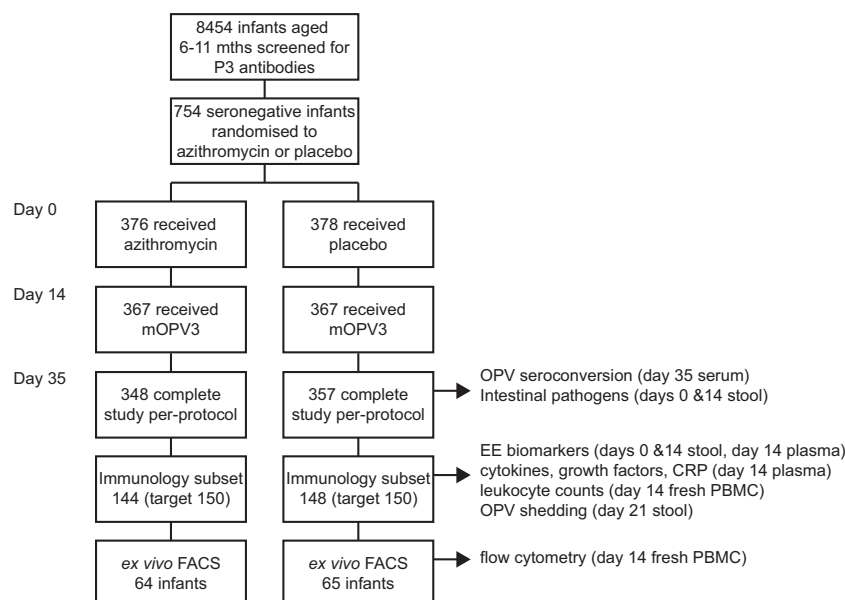 8454 infants aged
6-11 mths screened for
P3 antibodies
754 seronegative infants
randomised to
azithromycin or placebo
Day 0
376 received
azithromycin
378 received
placebo
Day 14
367 received
mOPV3
367 received
mOPV3
Day 35
348 complete
study per-protocol
357 complete
study per-protocol
OPV seroconversion (day 35 serum)
Intestinal pathogens (days 0 &14 stool)
Immunology subset
144 (target 150)
Immunology subset
148 (target 150)
EE biomarkers (days 0 &14 stool, day 14 plasma)
cytokines, growth factors, CRP (day 14 plasma)
leukocyte counts (day 14 fresh PBMC)
OPV shedding (day 21 stool)
ex vivo FACS
64 infants
ex vivo FACS
65 infants
flow cytometry (day 14 fresh PBMC)